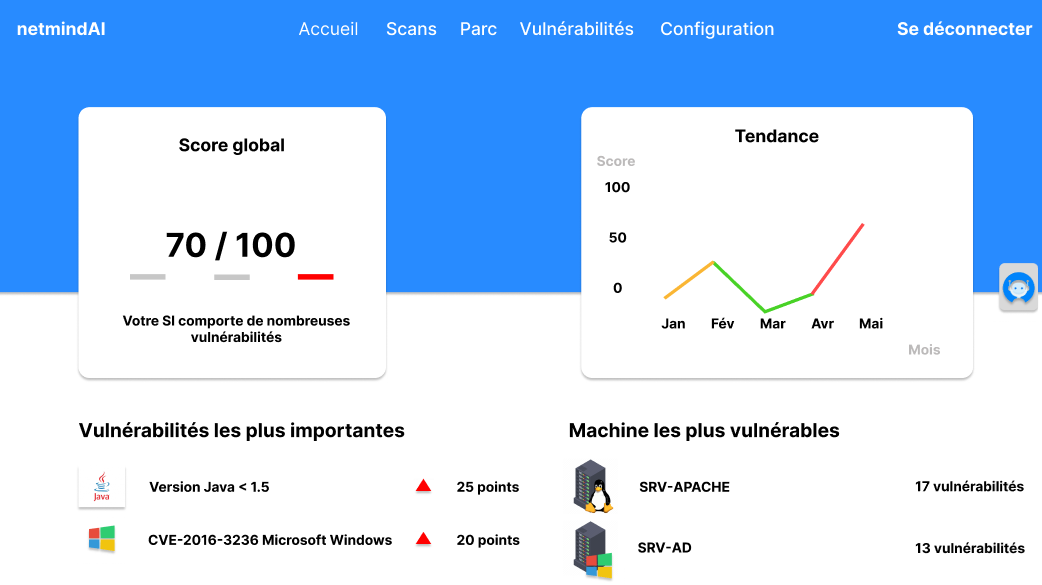 netmindAI
Accueil Scans Parc Vulnérabilités Configuration
Se déconnecter
Score global
70 / 100
Votre SI comporte de nombreuses
vulnérabilités
Tendance
Score
100
50
0
Jan Fév Mar Avr Mai
Mois
Vulnérabilités les plus importantes
Java
Version Java < 1.5
25 points
CVE-2016-3236 Microsoft Windows
20 points
Machine les plus vulnérables
SRV-APACHE
17 vulnérabilités
SRV-AD
13 vulnérabilités